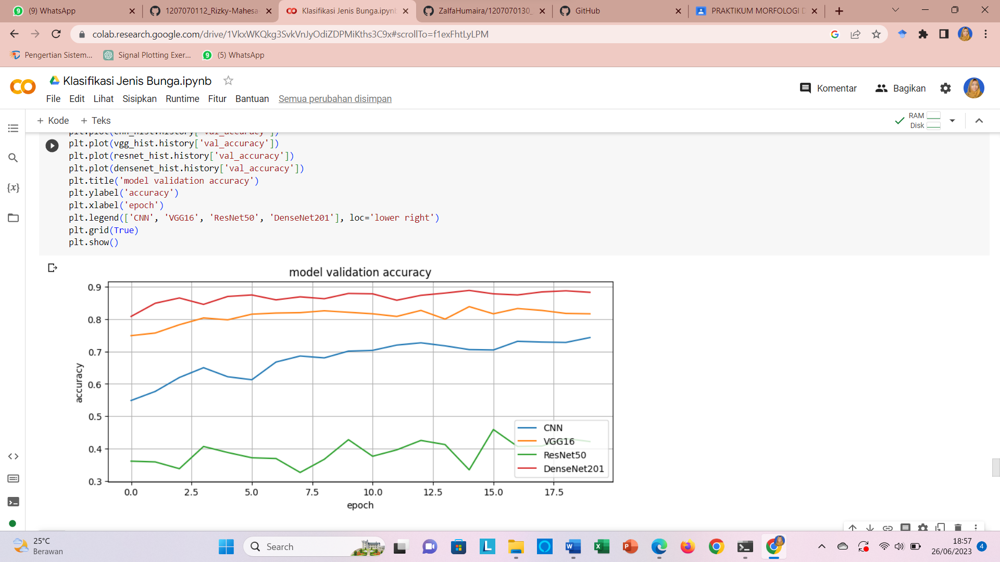 (9) WhatsApp
1207070112_Rizky-Mahesa-
Klasifikasi Jenis Bunga.ipynb
ZalfaHumaira/1207070130_
GitHub
PRAKTIKUM MORFOLOGI D
colab.research.google.com/drive/1VkxWKQkg3SvkVnJyOdiZDPMiKths3C9x#scrollTo=f1exFhtLyLPM
Pengertian Sistem...
Signal Plotting Exer...
(5) WhatsApp
Klasifikasi Jenis Bunga.ipynb
Komentar
Bagikan
File Edit Lihat Sisipkan Runtime Fitur Bantuan Semua perubahan disimpan
+ Kode + Teks
RAM
Disk
plt.plot(cnn_hist.history['val_accuracy'])
plt.plot(vgg_hist.history['val_accuracy'])
plt.plot(resnet_hist.history['val_accuracy'])
plt.plot(densenet_hist.history['val_accuracy'])
plt.title('model validation accuracy')
plt.ylabel('accuracy')
plt.xlabel('epoch')
plt.legend(['CNN', 'VGG16', 'ResNet50', 'DenseNet201'], loc='lower right')
plt.grid(True)
plt.show()
model validation accuracy
0.9
0.8
0.7
0.6
0.5
0.4
0.3
accuracy
CNN
VGG16
ResNet50
DenseNet201
0.0 2.5 5.0 7.5 10.0 12.5 15.0 17.5
epoch
25°C
Berawan
Search
18:57
26/06/2023
4